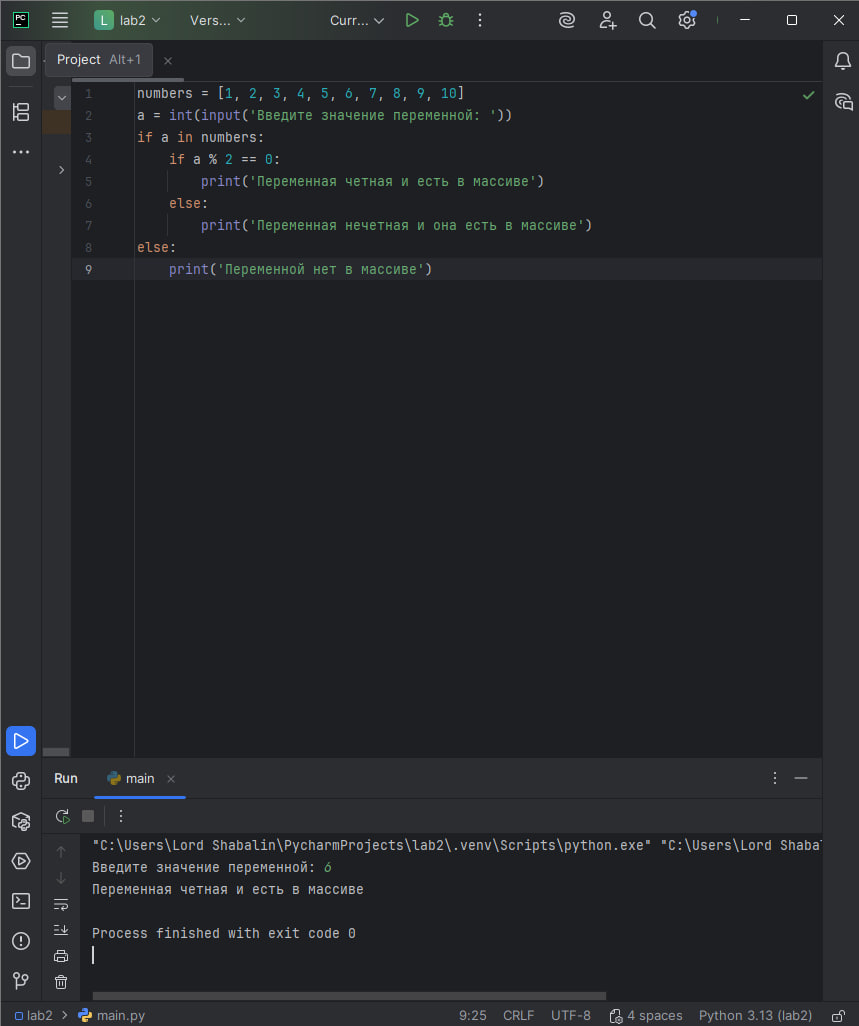 PC L lab2 Vers... Curr...
Project Alt+1
1 numbers = [1, 2, 3, 4, 5, 6, 7, 8, 9, 10]
2 a = int(input('Введите значение переменной: '))
3 if a in numbers:
4 if a % 2 == 0:
5 print('Переменная четная и есть в массиве')
6 else:
7 print('Переменная нечетная и она есть в массиве')
8 else:
9 print('Переменной нет в массиве')
Run main
"C:\Users\Lord Shabalin\PycharmProjects\lab2\.venv\Scripts\python.exe" "C:\Users\Lord Shabal
Введите значение переменной: 6
Переменная четная и есть в массиве
Process finished with exit code 0
lab2 main.py 9:25 CRLF UTF-8 4 spaces Python 3.13 (lab2)